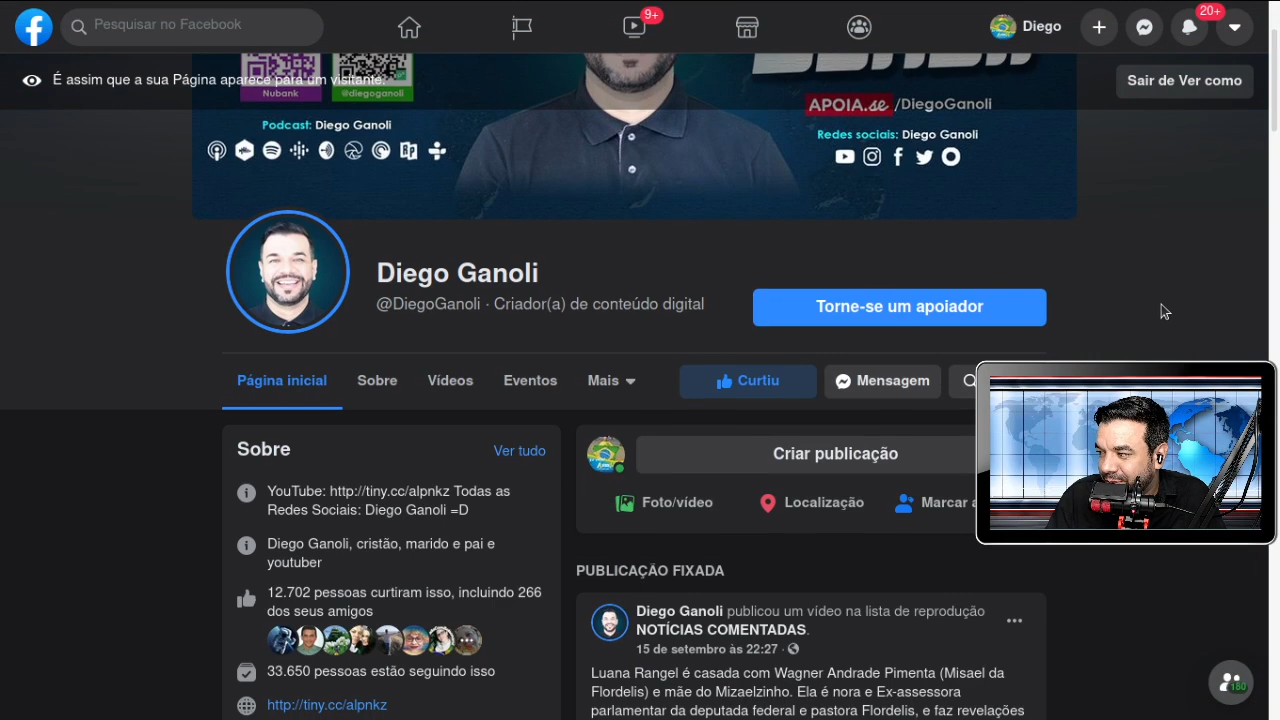 Pesquisar no Facebook
9+
Diego
20+
É assim que a sua Página aparece para um visitante.
Sair de Ver como
Nubank
@diegoganoli
APOIA.se /DiegoGanoli
Podcast: Diego Ganoli
Redes sociais: Diego Ganoli
Diego Ganoli
@DiegoGanoli · Criador(a) de conteúdo digital
Torne-se um apoiador
Página inicial
Sobre
Vídeos
Eventos
Mais
Curtiu
Mensagem
Sobre
Ver tudo
YouTube: http://tiny.cc/alpnkz Todas as
Redes Sociais: Diego Ganoli =D
Diego Ganoli, cristão, marido e pai e
youtuber
12.702 pessoas curtiram isso, incluindo 266
dos seus amigos
33.650 pessoas estão seguindo isso
http://tiny.cc/alpnkz
Criar publicação
Foto/vídeo
Localização
Marcar
PUBLICAÇÃO FIXADA
Diego Ganoli publicou um vídeo na lista de reprodução
NOTÍCIAS COMENTADAS.
15 de setembro às 22:27 ·
Luana Rangel é casada com Wagner Andrade Pimenta (Misael da
Flordelis) e mãe do Mizaelzinho. Ela é nora e Ex-assessora
parlamentar da deputada federal e pastora Flordelis, e faz revelações
180